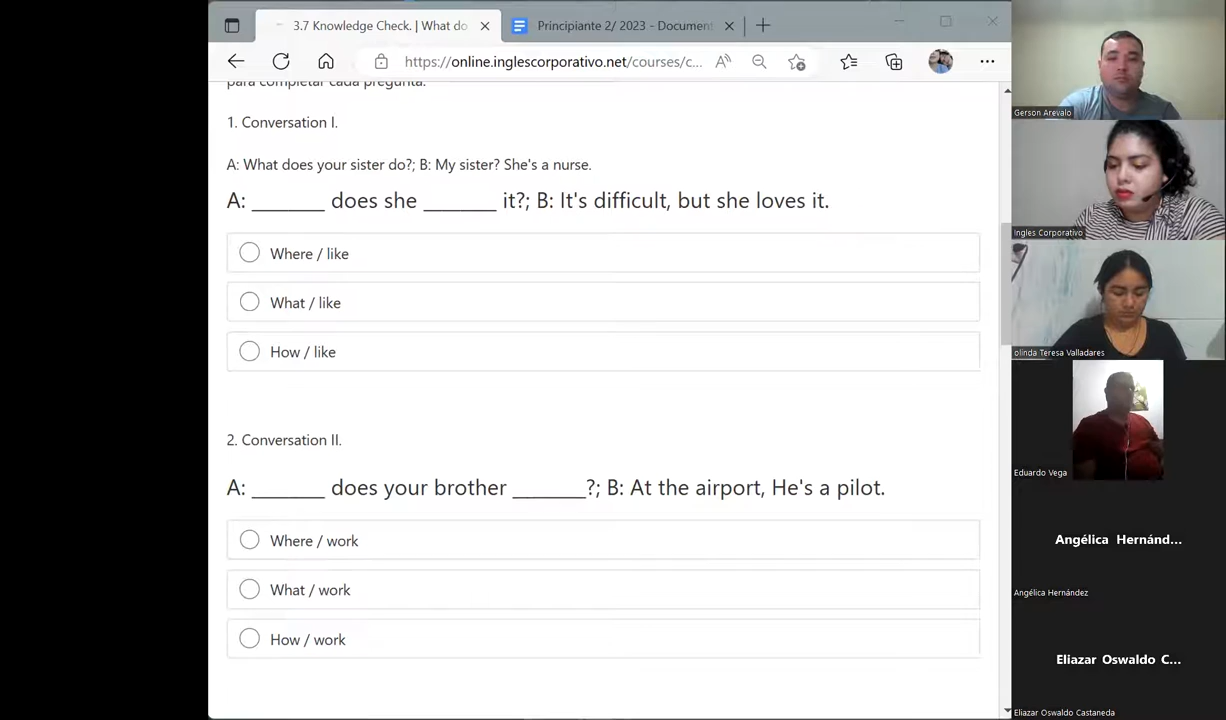 3.7 Knowledge Check. | What do
Principiante 2/ 2023 - Document
https://online.inglescorporativo.net/courses/c...
para completar cada pregunta.
1. Conversation I.
A: What does your sister do?; B: My sister? She's a nurse.
A: ________ does she ________ it?; B: It's difficult, but she loves it.
Where / like
What / like
How / like
2. Conversation II.
A: ________ does your brother ________?; B: At the airport, He's a pilot.
Where / work
What / work
How / work
Gerson Arevalo
Ingles Corporativo
olinda Teresa Valladares
Eduardo Vega
Angélica Hernánd...
Angélica Hernández
Eliazar Oswaldo C...
Eliazar Oswaldo Castaneda